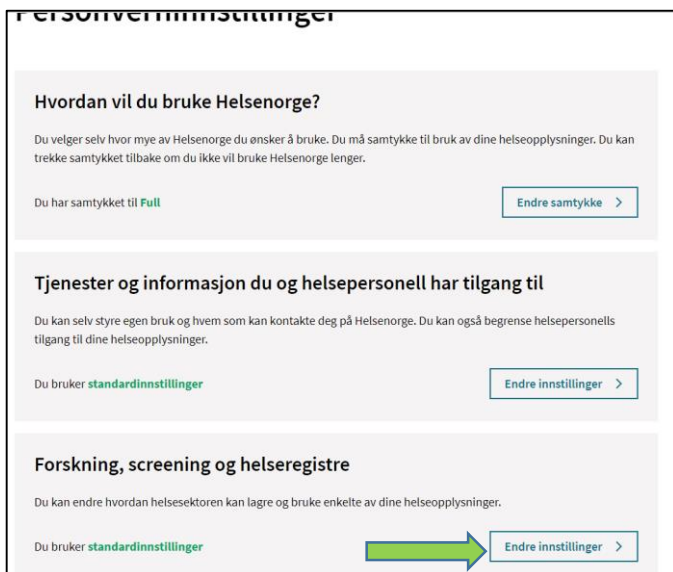 Personverninnstillinger
Hvordan vil du bruke Helsenorge?
Du velger selv hvor mye av Helsenorge du ønsker å bruke. Du må samtykke til bruk av dine helseopplysninger. Du kan
trekke samtykket tilbake om du ikke vil bruke Helsenorge lenger.
Du har samtykket til Full
Endre samtykke
Tjenester og informasjon du og helsepersonell har tilgang til
Du kan selv styre egen bruk og hvem som kan kontakte deg på Helsenorge. Du kan også begrense helsepersonells
tilgang til dine helseopplysninger.
Du bruker standardinnstillinger
Endre innstillinger
Forskning, screening og helseregistre
Du kan endre hvordan helsesektoren kan lagre og bruke enkelte av dine helseopplysninger.
Du bruker standardinnstillinger
Endre innstillinger